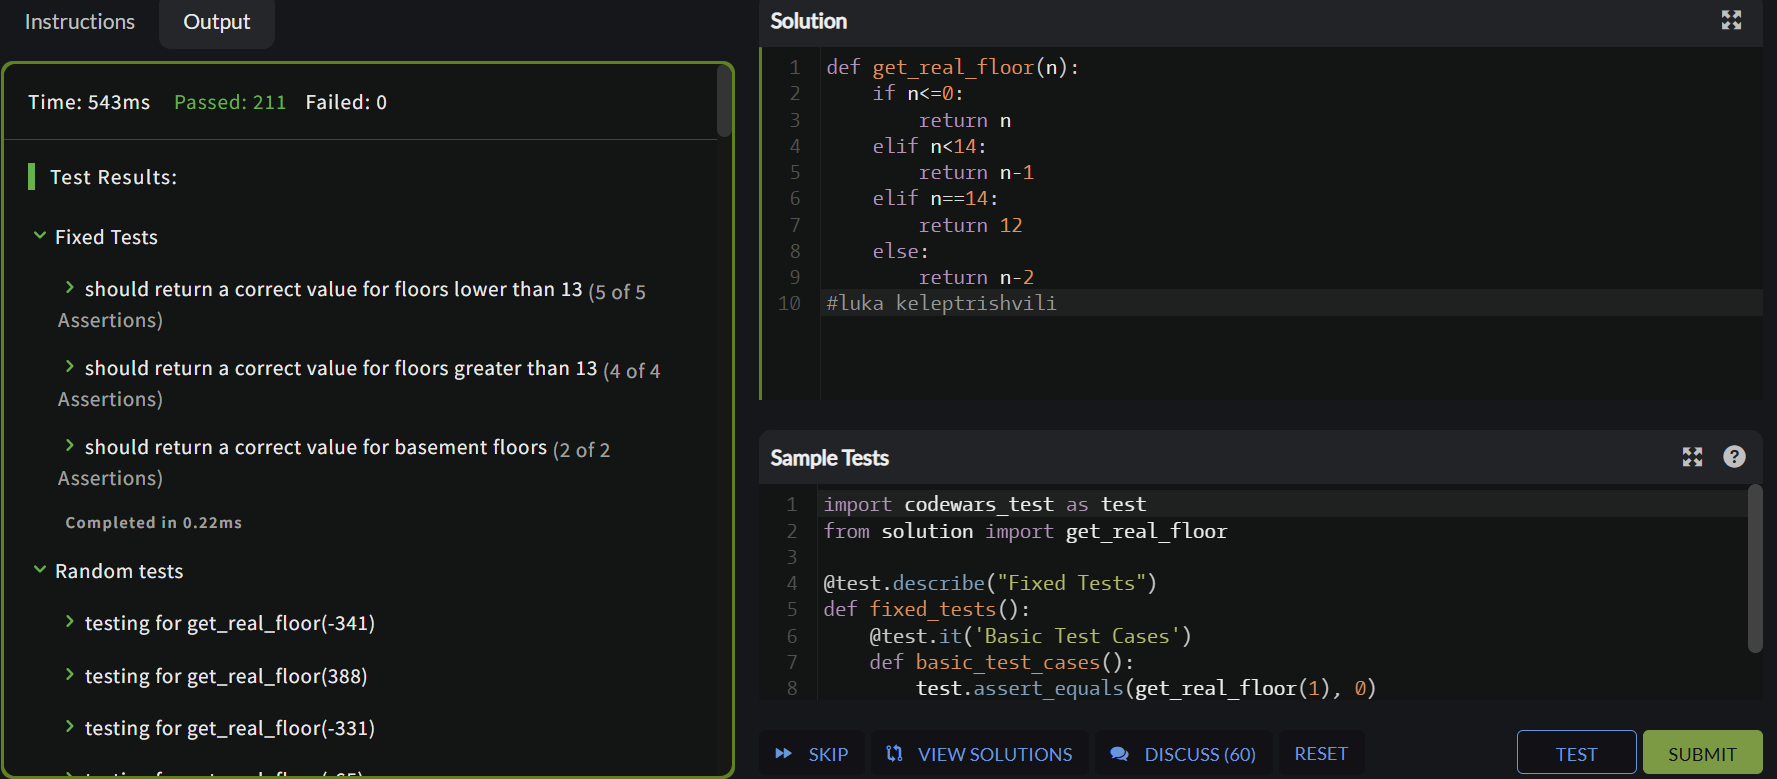 Instructions
Output
Time: 543ms Passed: 211 Failed: 0
Test Results:
Fixed Tests
should return a correct value for floors lower than 13 (5 of 5
Assertions)
should return a correct value for floors greater than 13 (4 of 4
Assertions)
should return a correct value for basement floors (2 of 2
Assertions)
Completed in 0.22ms
Random tests
testing for get_real_floor(-341)
testing for get_real_floor(388)
testing for get_real_floor(-331)
Solution
1 def get_real_floor(n):
2     if n<=0:
3         return n
4     elif n<14:
5         return n-1
6     elif n==14:
7         return 12
8     else:
9         return n-2
10 #luka keleptrishvili
Sample Tests
?
1 import codewars_test as test
2 from solution import get_real_floor
3
4 @test.describe("Fixed Tests")
5 def fixed_tests():
6     @test.it('Basic Test Cases')
7     def basic_test_cases():
8         test.assert_equals(get_real_floor(1), 0)
SKIP
VIEW SOLUTIONS
DISCUSS (60)
RESET
TEST
SUBMIT